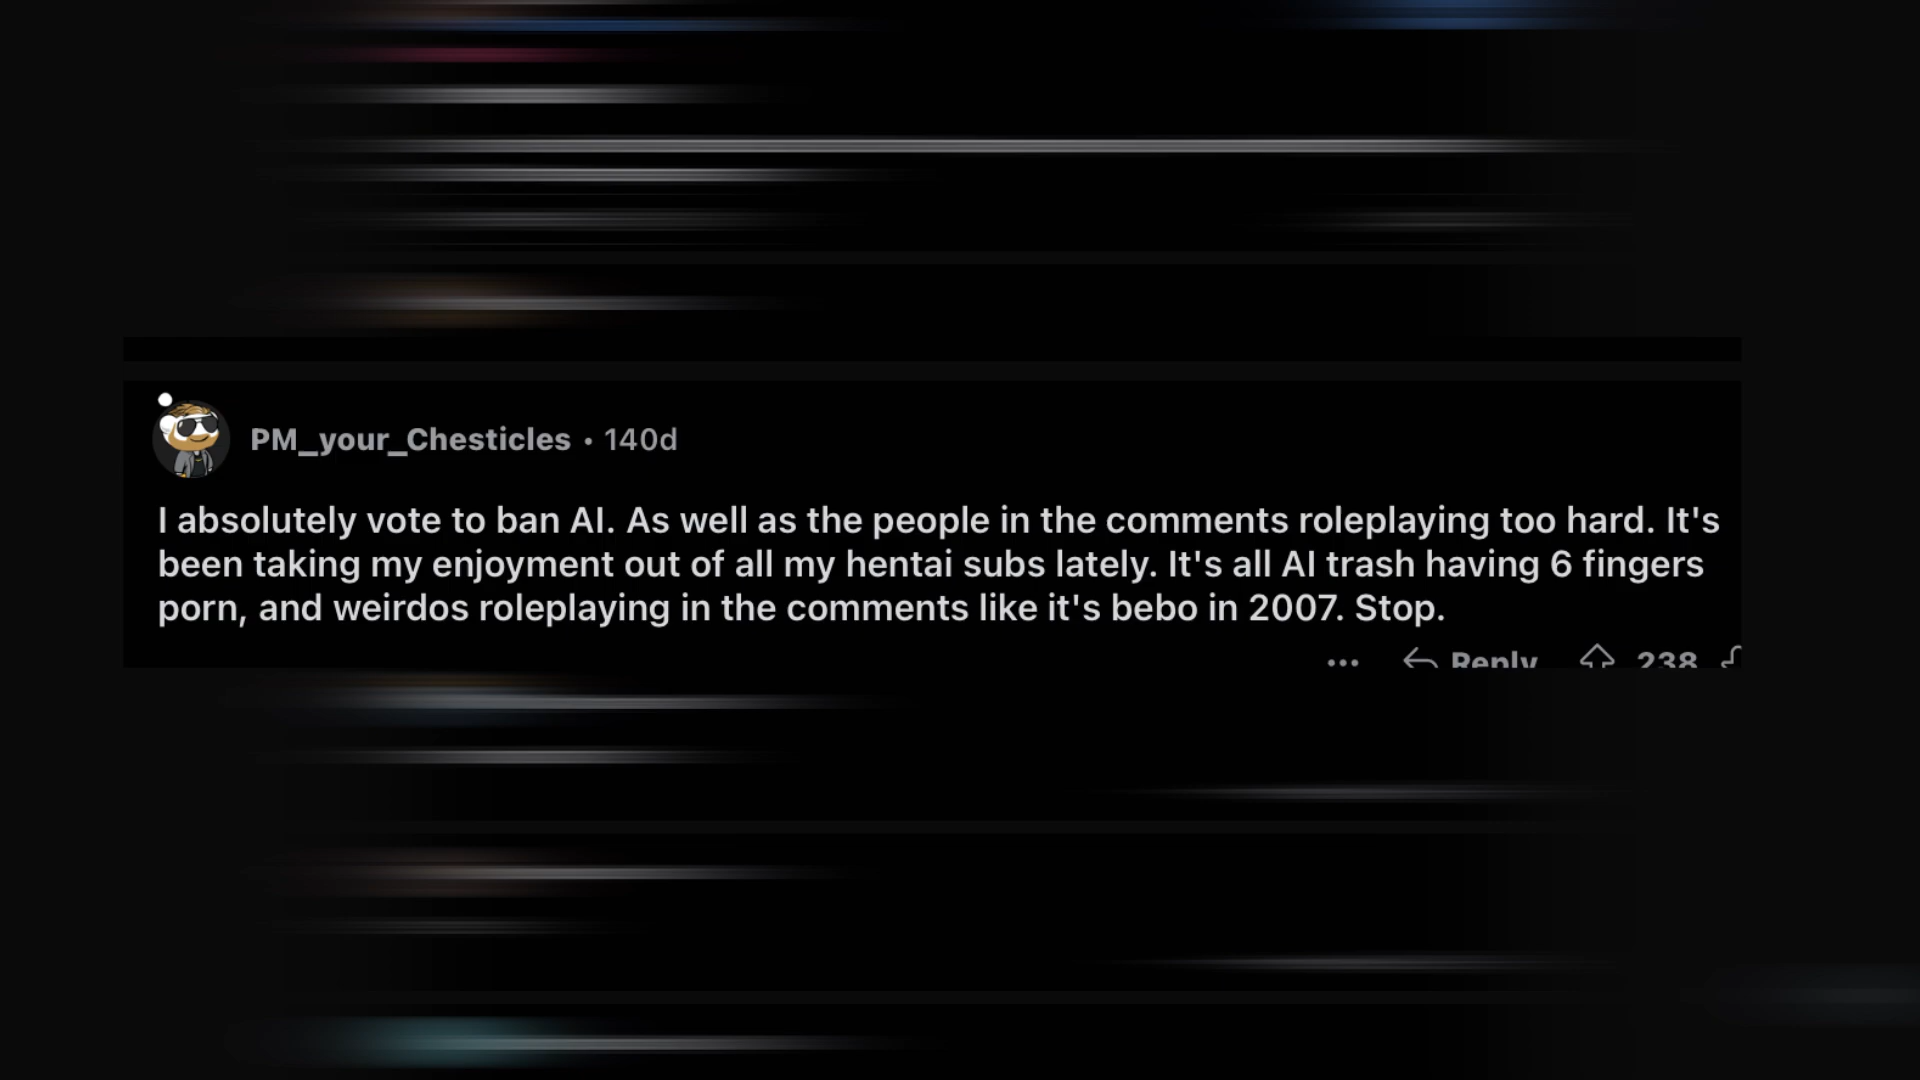 PM_your_Chesticles • 140d
I absolutely vote to ban AI. As well as the people in the comments roleplaying too hard. It's
been taking my enjoyment out of all my hentai subs lately. It's all AI trash having 6 fingers
porn, and weirdos roleplaying in the comments like it's bebo in 2007. Stop.
... Reply 238